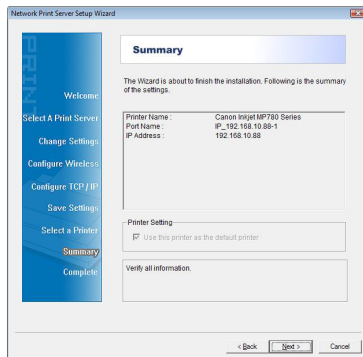 Network Print Server Setup Wizard
PRINT
Summary
The Wizard is about to finish the installation. Following is the summary
of the settings.
Welcome
Select A Print Server
Change Settings
Configure Wireless
Configure TCP / IP
Save Settings
Select a Printer
Summary
Complete
Printer Name : Canon Inkjet MP780 Series
Port Name : IP_192.168.10.88-1
IP Address : 192.168.10.88
Printer Setting
Use this printer as the default printer
Verify all information.
< Back Next > Cancel